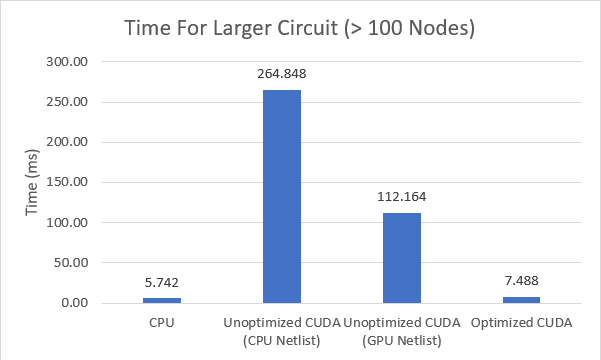 Time For Larger Circuit (> 100 Nodes)
300.00
250.00
200.00
150.00
100.00
50.00
0.00
Time (ms)
5.742
264.848
112.164
7.488
CPU
Unoptimized CUDA
(CPU Netlist)
Unoptimized CUDA
(GPU Netlist)
Optimized CUDA